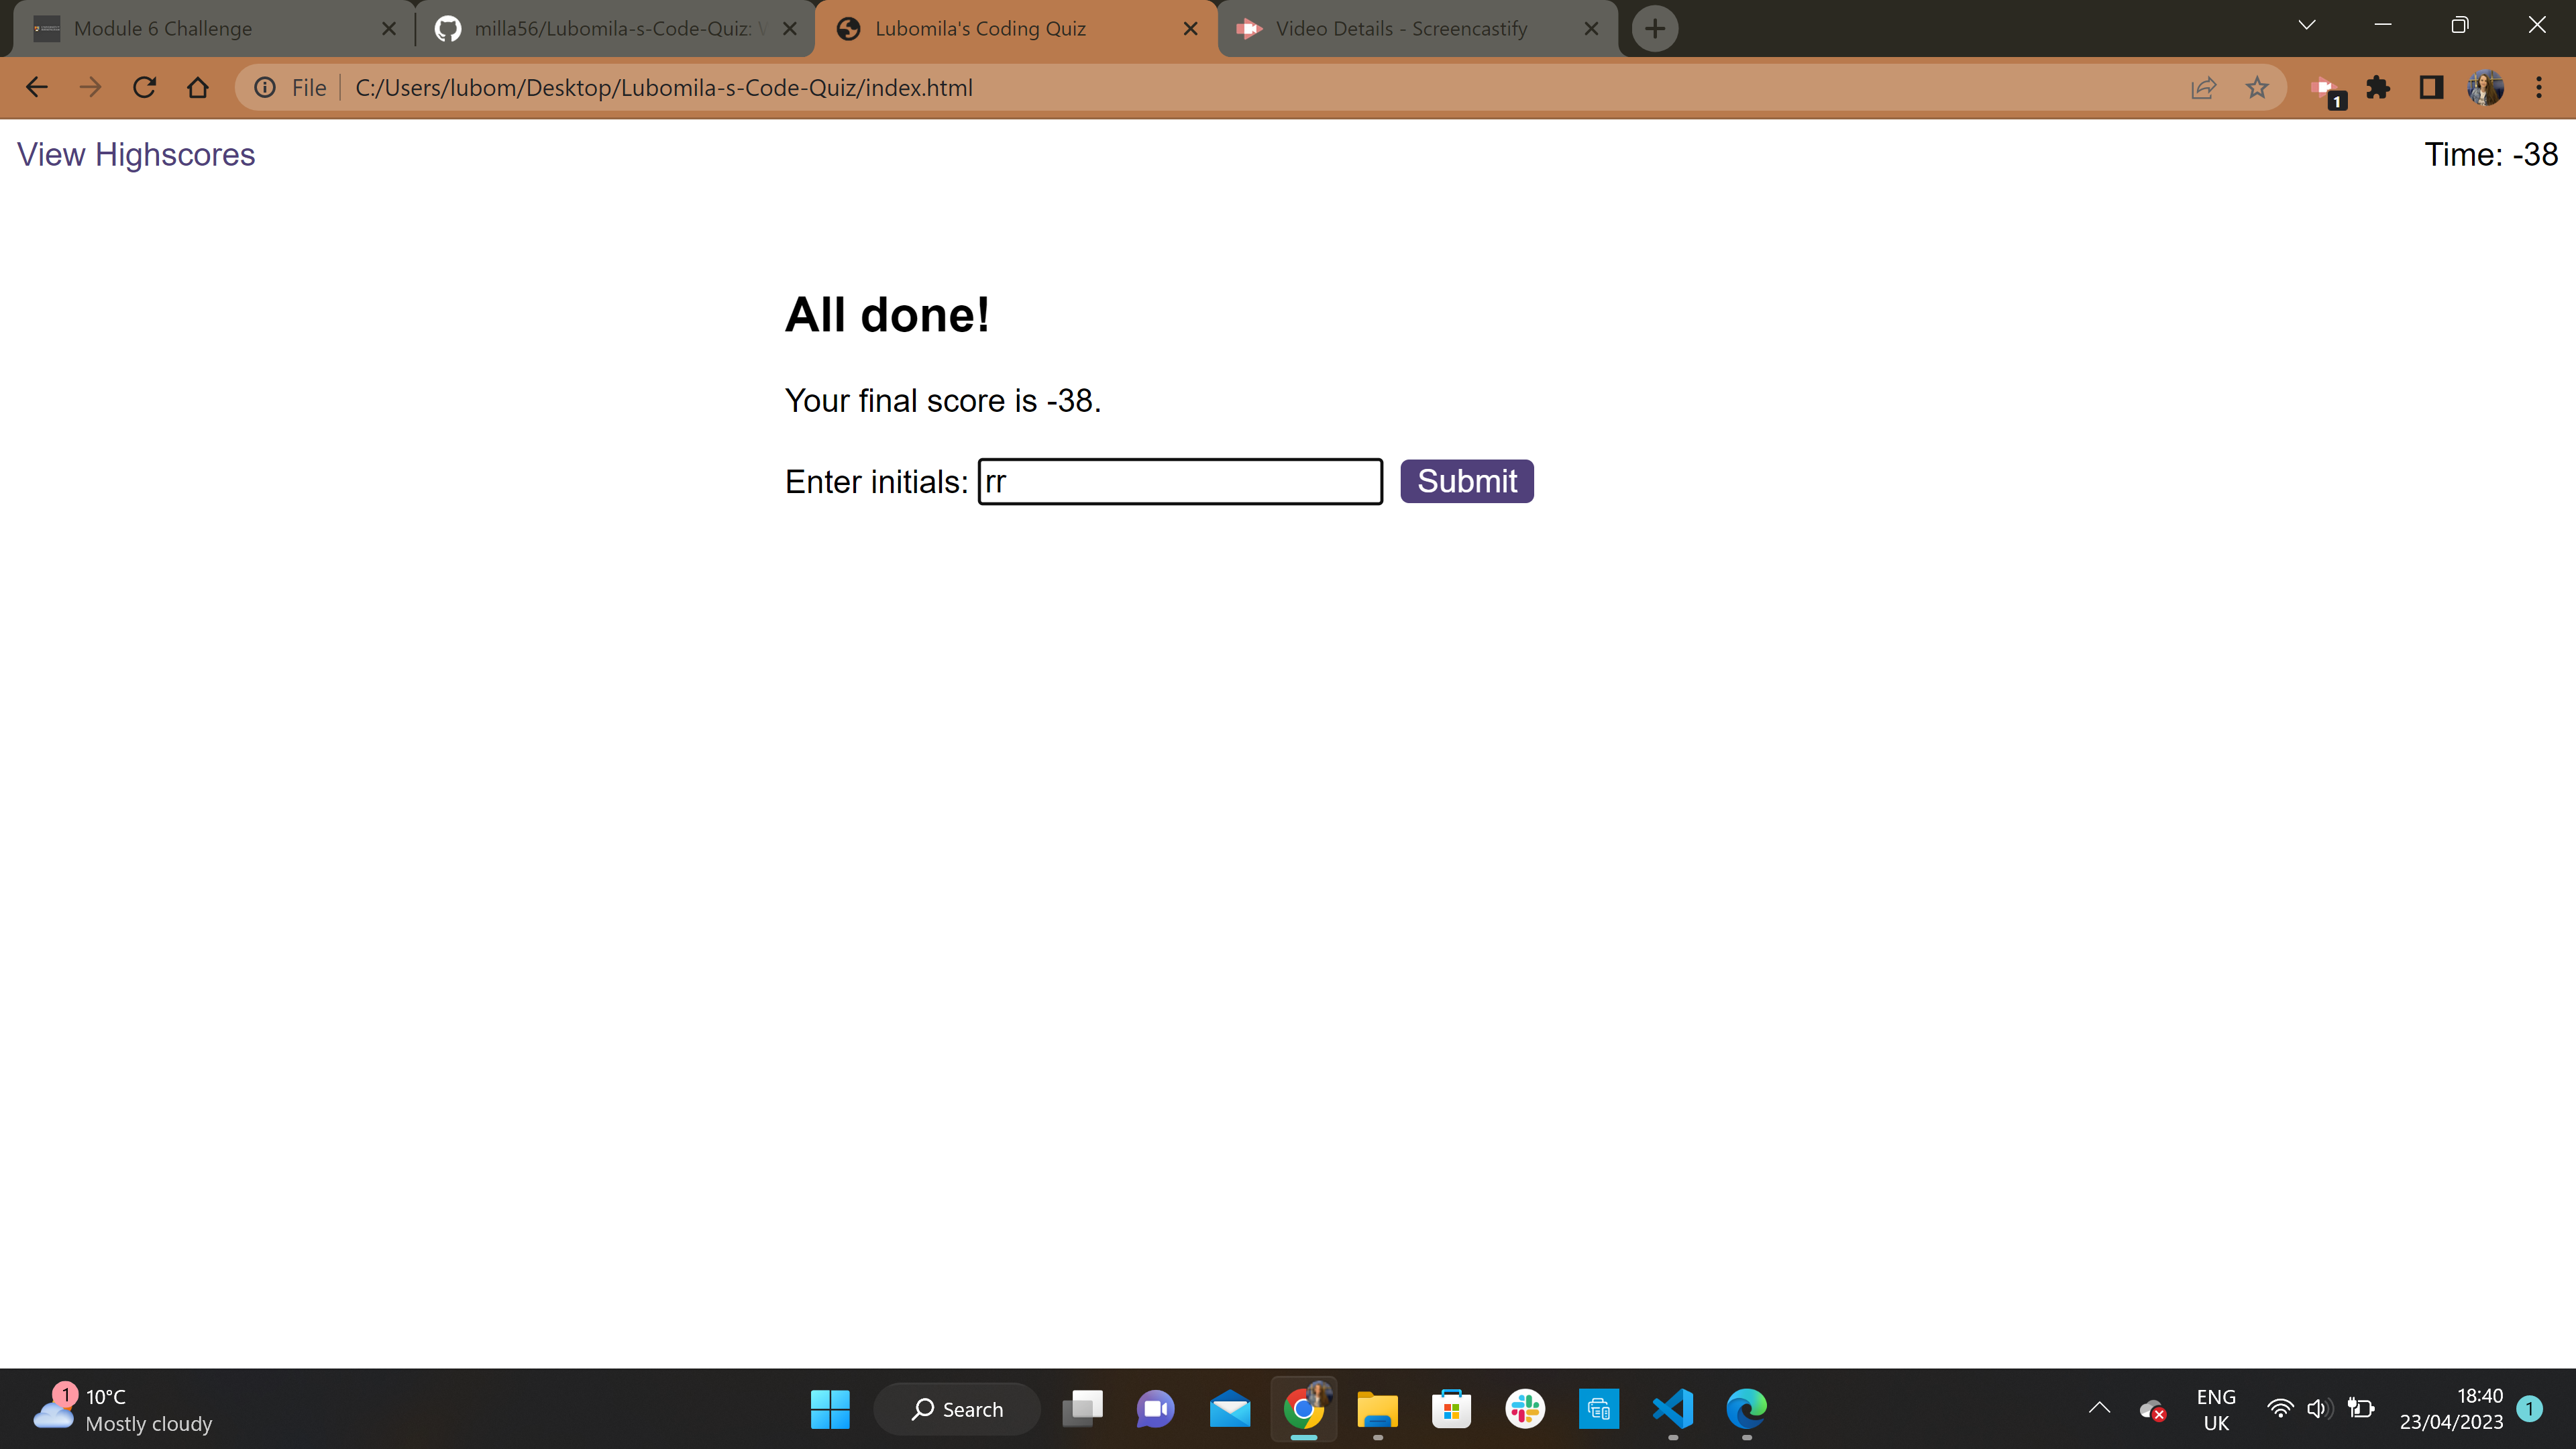 Module 6 Challenge
milla56/Lubomila-s-Code-Quiz:
Lubomila's Coding Quiz
Video Details - Screencastify
File
C:/Users/lubom/Desktop/Lubomila-s-Code-Quiz/index.html
1
View Highscores
Time: -38
All done!
Your final score is -38.
Enter initials: rr Submit
1
10°C
Mostly cloudy
Search
ENG
UK
18:40
23/04/2023
1